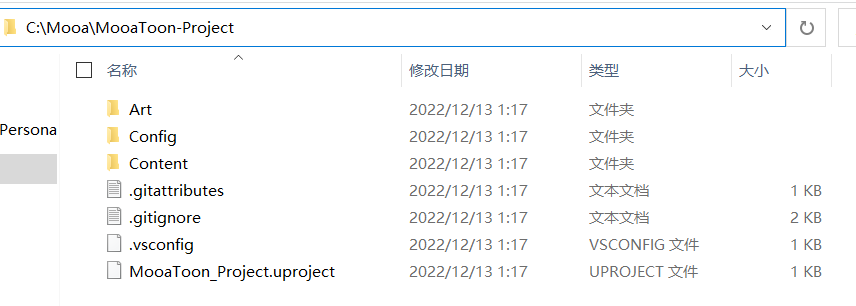 C:\Mooa\MooaToon-Project
名称 修改日期 类型 大小
Persona
Art 2022/12/13 1:17 文件夹
Config 2022/12/13 1:17 文件夹
Content 2022/12/13 1:17 文件夹
.gitattributes 2022/12/13 1:17 文本文档 1 KB
.gitignore 2022/12/13 1:17 文本文档 2 KB
.vsconfig 2022/12/13 1:17 VSCONFIG 文件 1 KB
MooaToon_Project.uproject 2022/12/13 1:17 UPROJECT 文件 1 KB